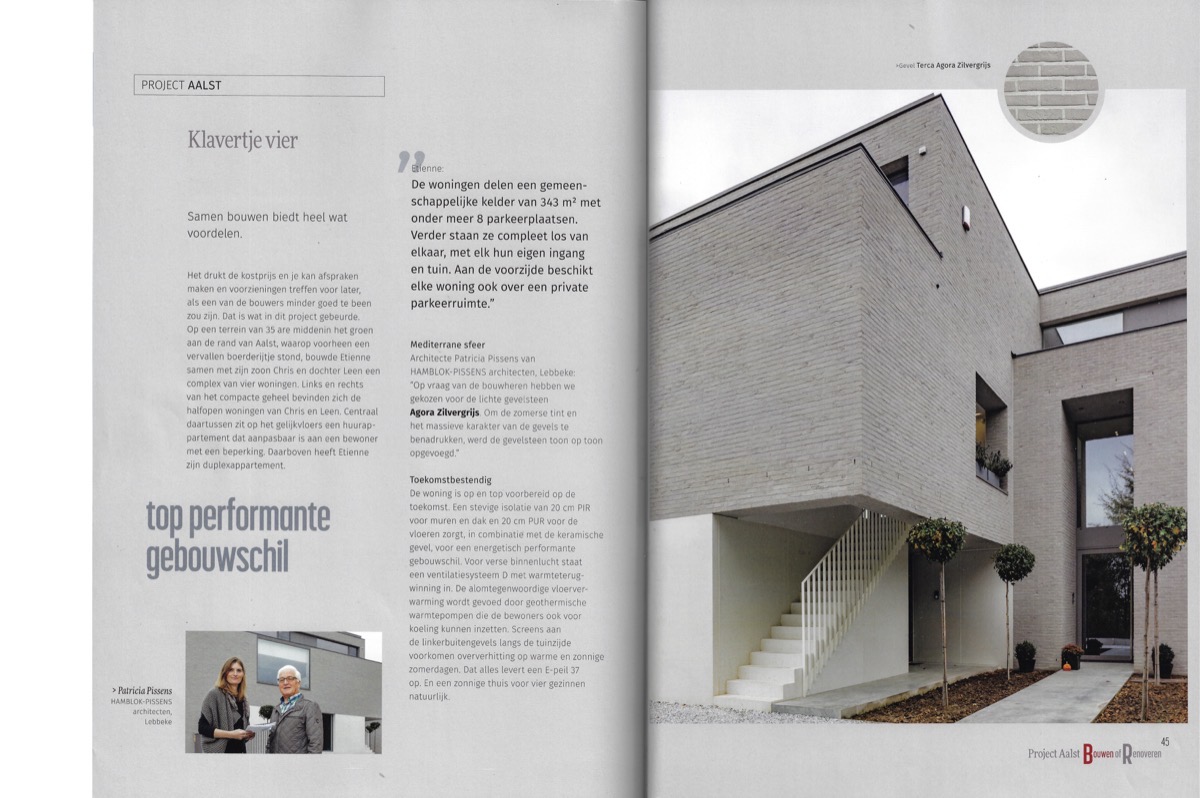 PROJECT AALST
Klavertje vier
Samen bouwen biedt heel wat
voordelen.
Het drukt de kostprijs en je kan afspraken
maken en voorzieningen treffen voor later,
als een van de bouwers minder goed te been
zou zijn. Dat is wat in dit project gebeurde.
Op een terrein van 35 are middenin het groen
aan de rand van Aalst, waarop voorheen een
vervallen boerderijtje stond, bouwde Etienne
samen met zijn zoon Chris en dochter Leen een
complex van vier woningen. Links en rechts
van het compacte geheel bevinden zich de
halfopen woningen van Chris en Leen. Centraal
daartussen zit op het gelijkvloers een huurap-
partement dat aanpasbaar is aan een bewoner
met een beperking. Daarboven heeft Etienne
zijn duplexappartement.
top performante
gebouwschil
> Patricia Pissens
HAMBLOK-PISSENS
architecten,
Lebbeke
”
Etienne:
De woningen delen een gemeen-
schappelijke kelder van 343 m² met
onder meer 8 parkeerplaatsen.
Verder staan ze compleet los van
elkaar, met elk hun eigen ingang
en tuin. Aan de voorzijde beschikt
elke woning ook over een private
parkeerruimte.”
Mediterrane sfeer
Architecte Patricia Pissens van
HAMBLOK-PISSENS architecten, Lebbeke:
“Op vraag van de bouwheren hebben we
gekozen voor de lichte gevelsteen
Agora Zilvergrijs. Om de zomerse tint en
het massieve karakter van de gevels te
benadrukken, werd de gevelsteen toon op toon
opgevoegd.”
Toekomstbestendig
De woning is op en top voorbereid op de
toekomst. Een stevige isolatie van 20 cm PIR
voor muren en dak en 20 cm PUR voor de
vloeren zorgt, in combinatie met de keramische
gevel, voor een energetisch performante
gebouwschil. Voor verse binnenlucht staat
een ventilatiesysteem D met warmteterug-
winning in. De alomtegenwoordige vloerver-
warming wordt gevoed door geothermische
warmtepompen die de bewoners ook voor
koeling kunnen inzetten. Screens aan
de linkerbuitengevels langs de tuinzijde
voorkomen oververhitting op warme en zonnige
zomerdagen. Dat alles levert een E-peil 37
op. En een zonnige thuis voor vier gezinnen
natuurlijk.
>Gevel Terca Agora Zilvergrijs
Project Aalst Bouwen of Renoveren
45